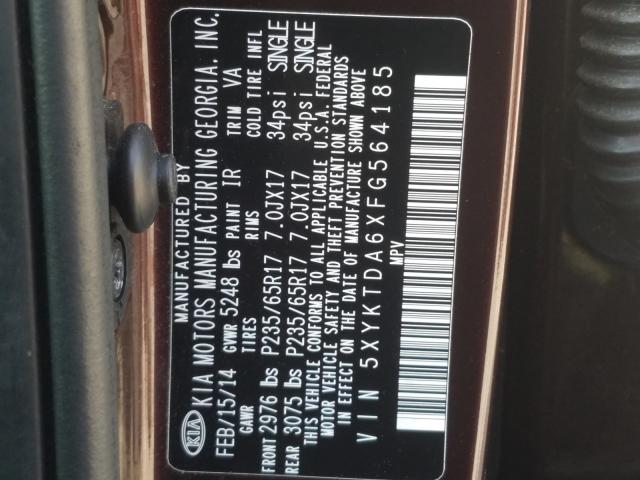 MANUFACTURED BY
KIA KIA MOTORS MANUFACTURING GEORGIA, INC.
FEB/15/14 GVWR 5248 lbs PAINT IR TRIM VA
GAWR TIRES RIMS COLD TIRE INFL
FRONT 2976 lbs P235/65R17 7.0JX17 34psi SINGLE
REAR 3075 lbs P235/65R17 7.0JX17 34psi SINGLE
THIS VEHICLE CONFORMS TO ALL APPLICABLE U.S.A. FEDERAL
MOTOR VEHICLE SAFETY AND THEFT PREVENTION STANDARDS
IN EFFECT ON THE DATE OF MANUFACTURE SHOWN ABOVE
VIN 5XYKTDA6XFG564185
MPV